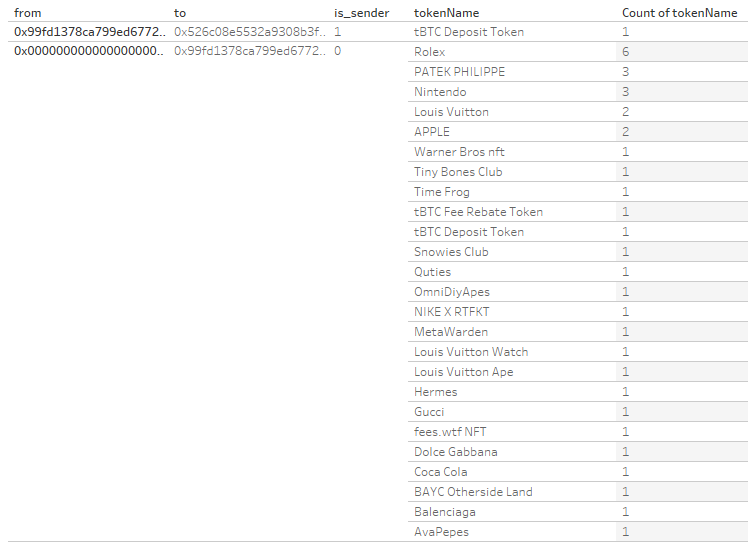 from to is_sender tokenName Count of tokenName
0x99fd1378ca799ed6772.. 0x526c08e5532a9308b3f.. 1 tBTC Deposit Token 1
0x000000000000000000.. 0x99fd1378ca799ed6772.. 0 Rolex 6
PATEK PHILIPPE 3
Nintendo 3
Louis Vuitton 2
APPLE 2
Warner Bros nft 1
Tiny Bones Club 1
Time Frog 1
tBTC Fee Rebate Token 1
tBTC Deposit Token 1
Snowies Club 1
Quties 1
OmniDiyApes 1
NIKE X RTFKT 1
MetaWarden 1
Louis Vuitton Watch 1
Louis Vuitton Ape 1
Hermes 1
Gucci 1
fees.wtf NFT 1
Dolce Gabbana 1
Coca Cola 1
BAYC Otherside Land 1
Balenciaga 1
AvaPepes 1